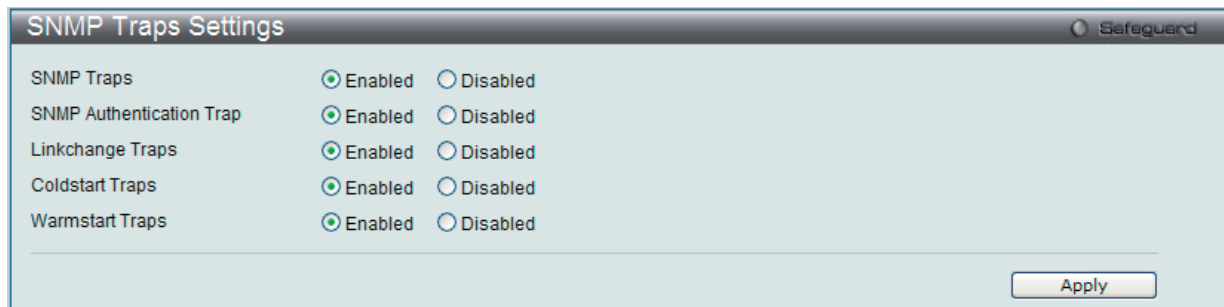 SNMP Traps Settings
Safeguard
SNMP Traps Enabled Disabled
SNMP Authentication Trap Enabled Disabled
Linkchange Traps Enabled Disabled
Coldstart Traps Enabled Disabled
Warmstart Traps Enabled Disabled
Apply